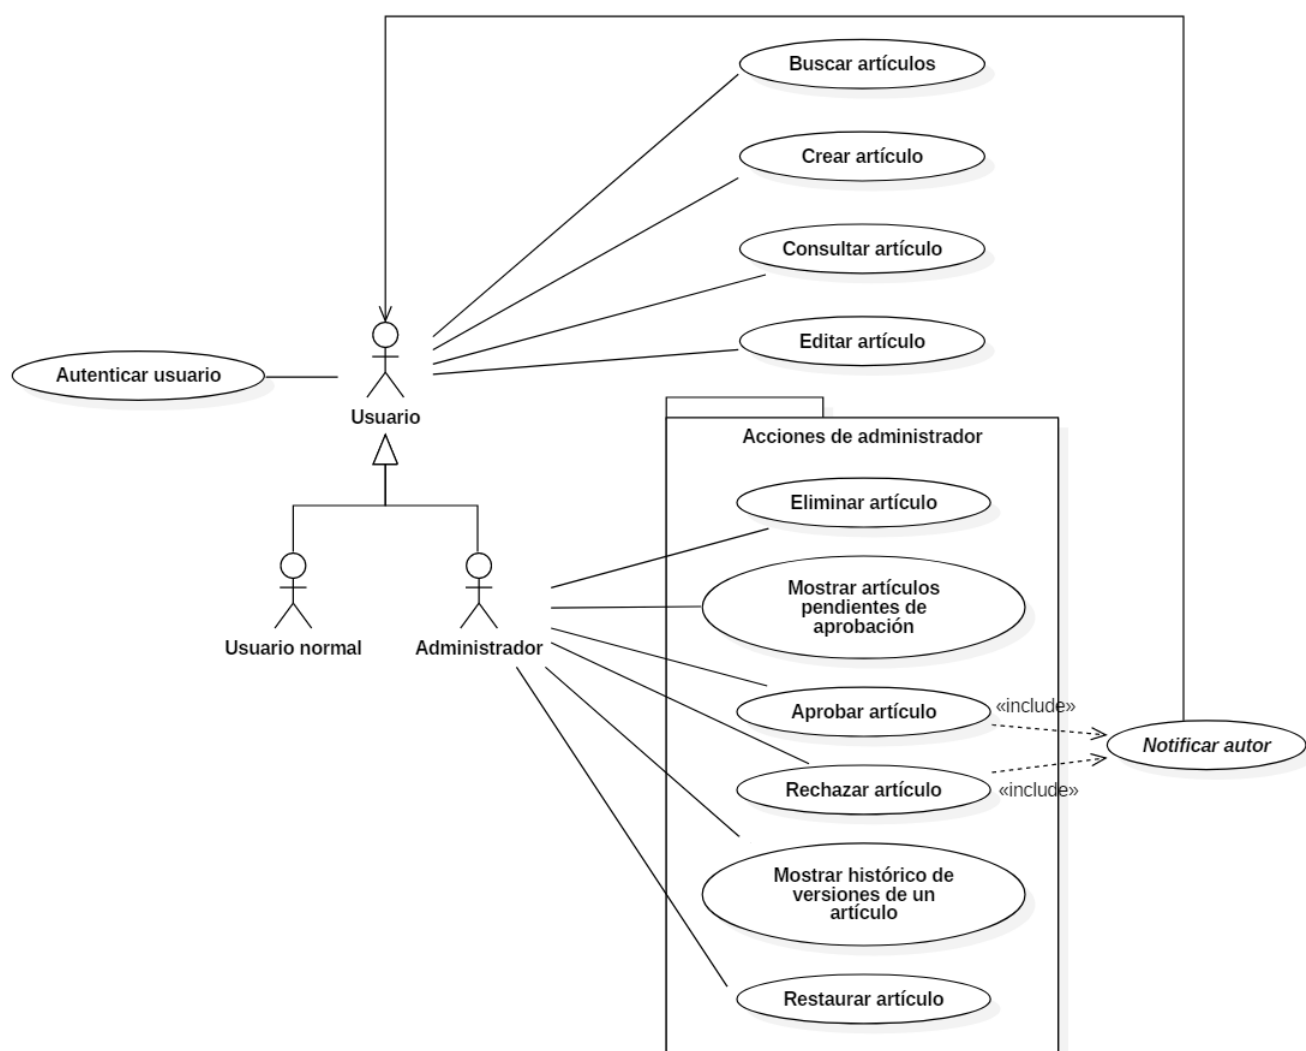 Buscar artículos
Crear artículo
Consultar artículo
Editar artículo
Autenticar usuario
Usuario
Acciones de administrador
Eliminar artículo
Mostrar artículos
pendientes de
aprobación
Usuario normal
Administrador
Aprobar artículo
«include»
Notificar autor
Rechazar artículo
«include»
Mostrar histórico de
versiones de un
artículo
Restaurar artículo